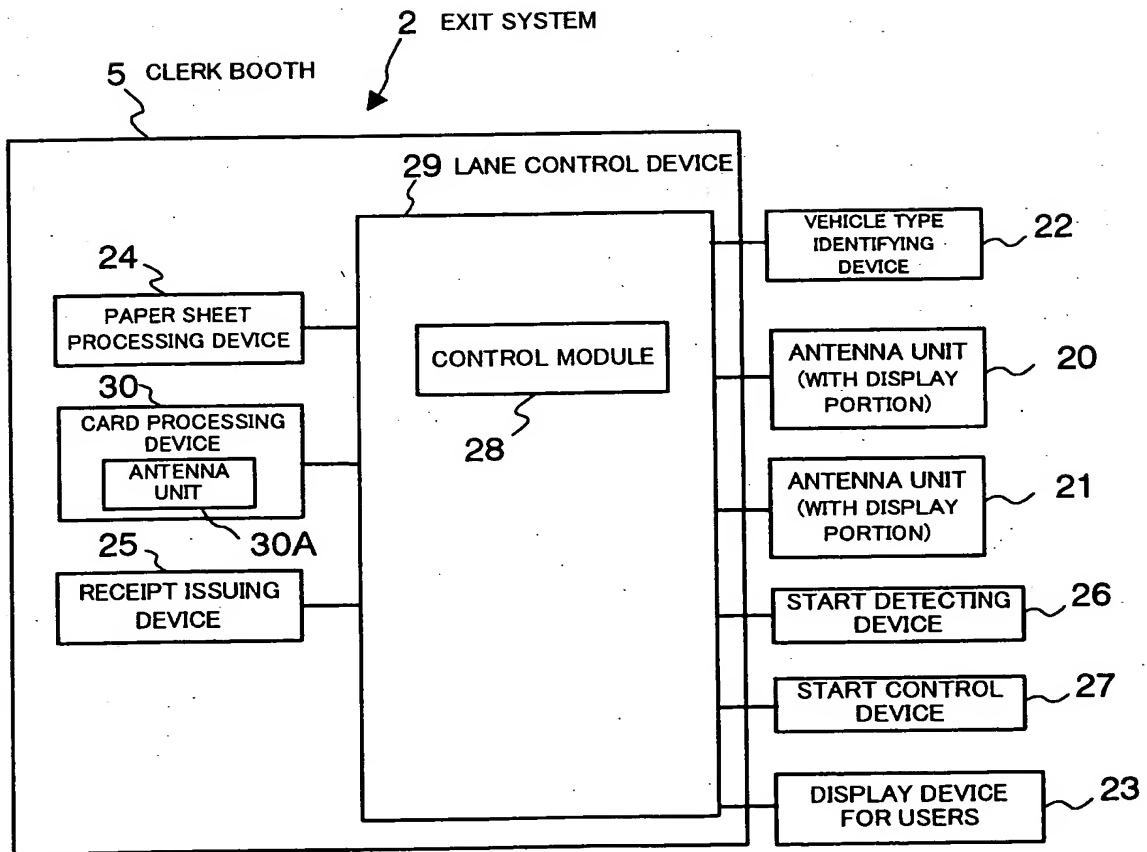 2 EXIT SYSTEM
5 CLERK BOOTH
29 LANE CONTROL DEVICE
24
PAPER SHEET
PROCESSING DEVICE
30
CARD PROCESSING
DEVICE
ANTENNA
UNIT
30A
25
RECEIPT ISSUING
DEVICE
CONTROL MODULE
28
VEHICLE TYPE
IDENTIFYING
DEVICE
22
ANTENNA UNIT
(WITH DISPLAY
PORTION)
20
ANTENNA UNIT
(WITH DISPLAY
PORTION)
21
START DETECTING
DEVICE
26
START CONTROL
DEVICE
27
DISPLAY DEVICE
FOR USERS
23